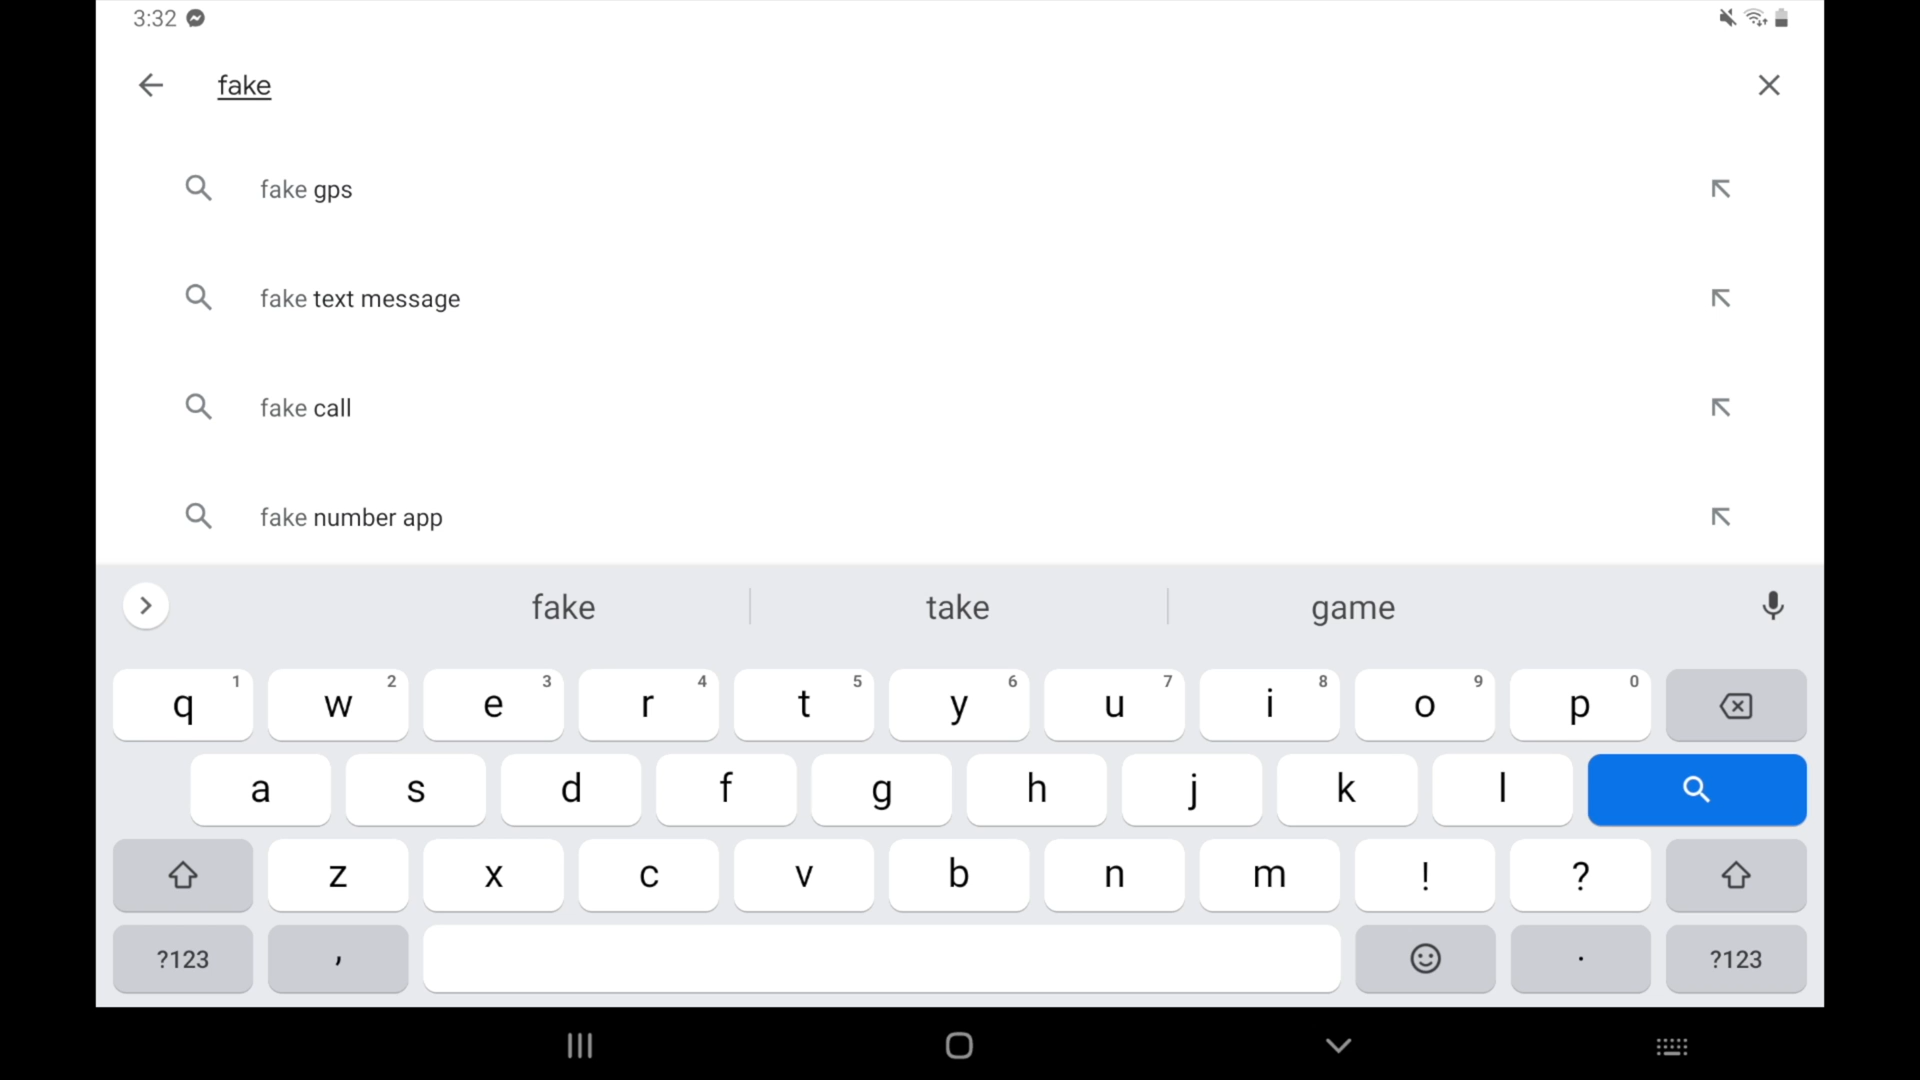 3:32
fake
fake gps
fake text message
fake call
fake number app
fake take game
q 1 w 2 e 3 r 4 t 5 y 6 u 7 i 8 o 9 p 0
a s d f g h j k l
z x c v b n m ! ?
?123 , . ?123